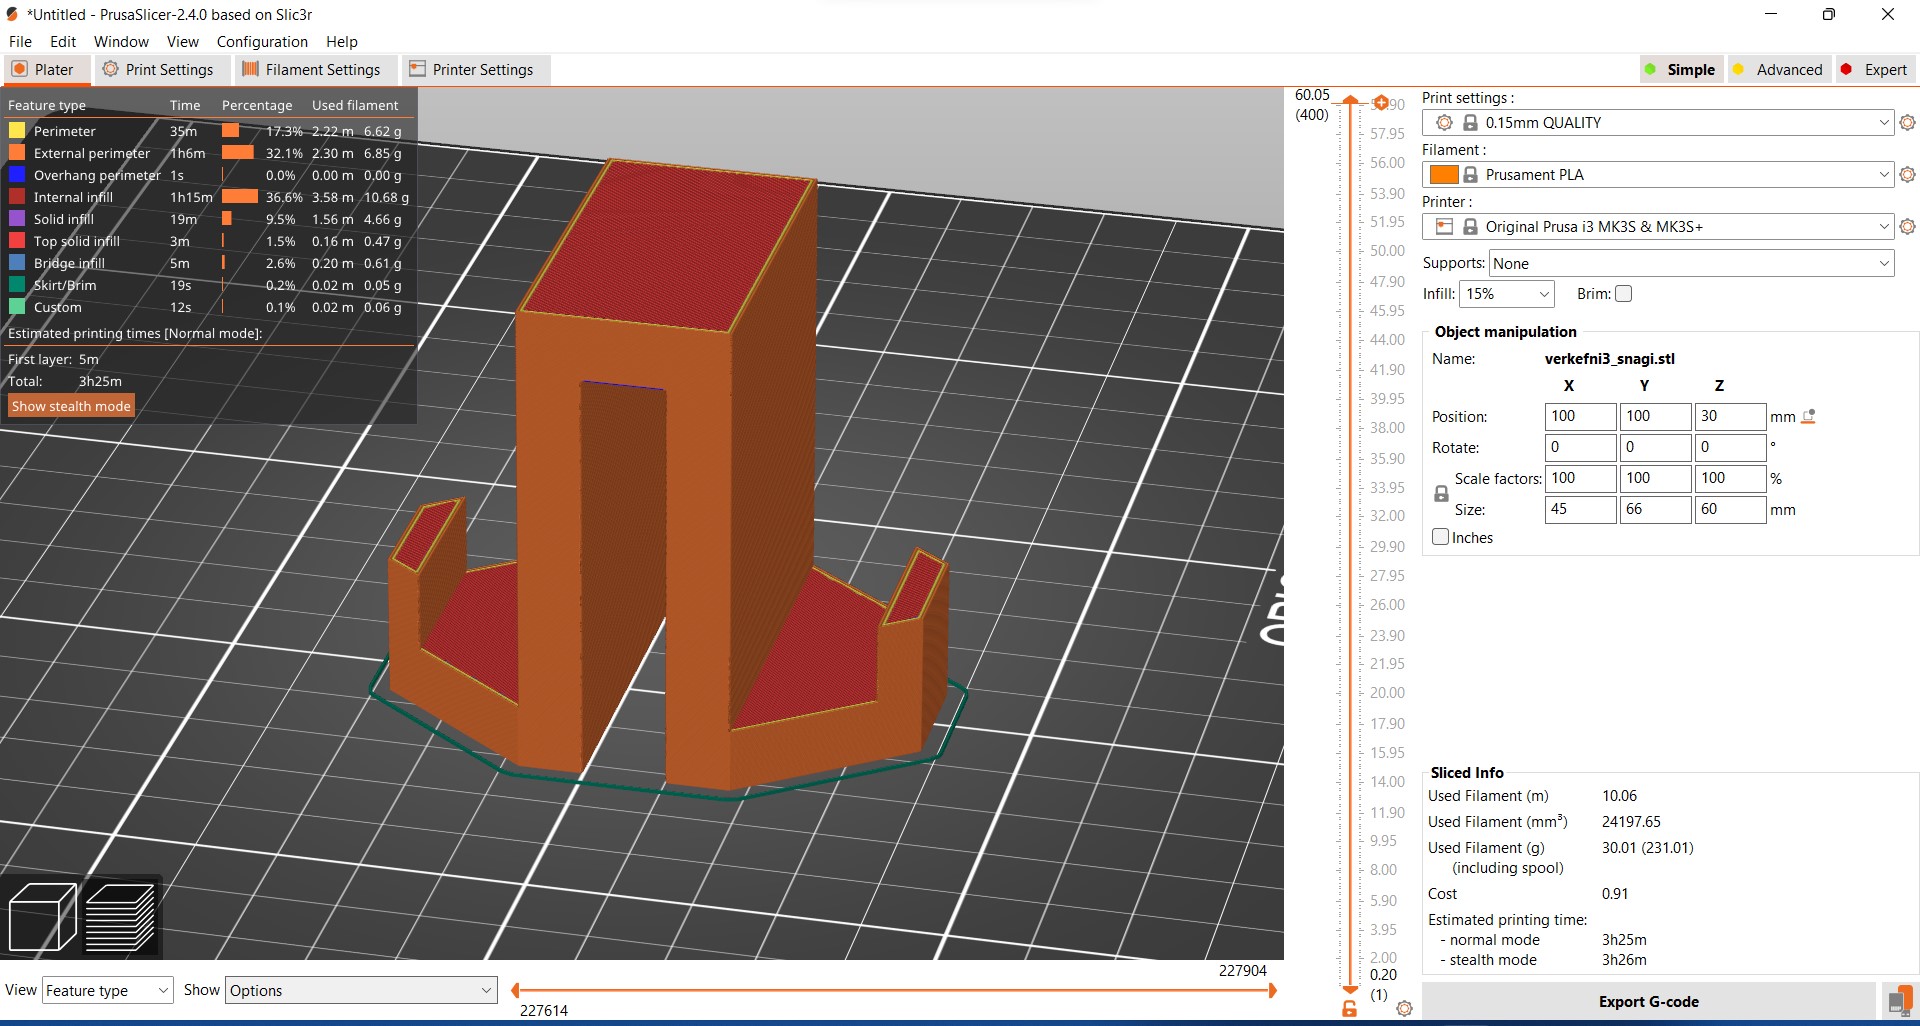 *Untitled - PrusaSlicer-2.4.0 based on Slic3r
File Edit Window View Configuration Help
Plater Print Settings Filament Settings Printer Settings Simple Advanced Expert
Feature type Time Percentage Used filament
Perimeter 35m 17.3% 2.22 m 6.62 g
External perimeter 1h6m 32.1% 2.30 m 6.85 g
Overhang perimeter 1s 0.0% 0.00 m 0.00 g
Internal infill 1h15m 36.6% 3.58 m 10.68 g
Solid infill 19m 9.5% 1.56 m 4.66 g
Top solid infill 3m 1.5% 0.16 m 0.47 g
Bridge infill 5m 2.6% 0.20 m 0.61 g
Skirt/Brim 19s 0.2% 0.02 m 0.05 g
Custom 12s 0.1% 0.02 m 0.06 g
Estimated printing times [Normal mode]:
First layer: 5m
Total: 3h25m
Show stealth mode
60.05
(400)
57.95
56.00
53.90
51.95
50.00
47.90
45.95
44.00
41.90
39.95
38.00
35.90
33.95
32.00
29.90
27.95
26.00
23.90
21.95
20.00
17.90
15.95
14.00
11.90
9.95
8.00
5.90
3.95
2.00
0.20
(1)
Print settings :
0.15mm QUALITY
Filament :
Prusament PLA
Printer :
Original Prusa i3 MK3S & MK3S+
Supports: None
Infill: 15% Brim:
Object manipulation
Name: verkefni3_snagi.stl
X Y Z
Position: 100 100 30 mm
Rotate: 0 0 0 °
Scale factors: 100 100 100 %
Size: 45 66 60 mm
Inches
Sliced Info
Used Filament (m) 10.06
Used Filament (mm³) 24197.65
Used Filament (g) 30.01 (231.01)
(including spool)
Cost 0.91
Estimated printing time:
- normal mode 3h25m
- stealth mode 3h26m
Export G-code
View Feature type Show Options
227904
227614